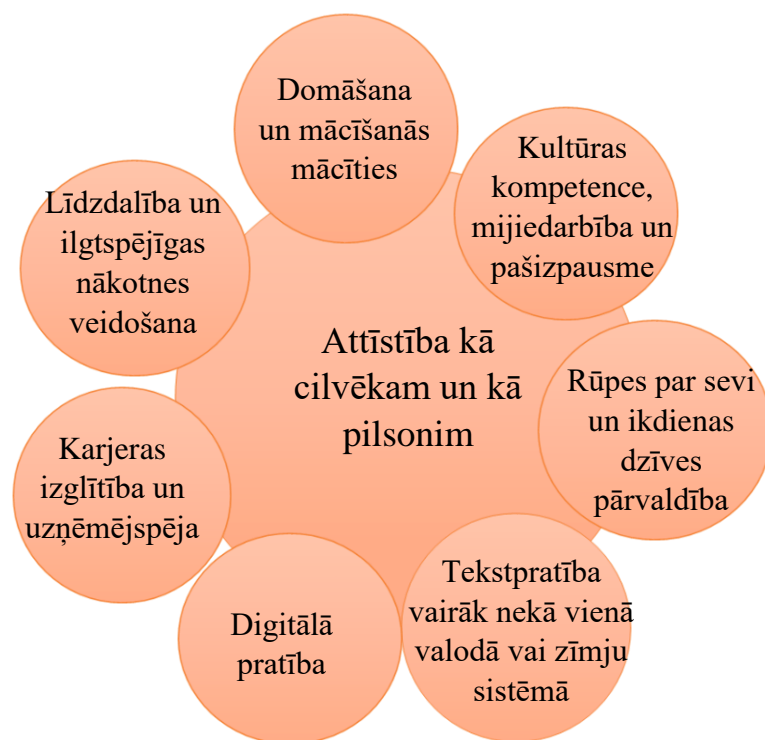 Domāšana
un mācīšanās
mācīties
Kultūras
kompetence,
mijiedarbība un
pašizpausme
Rūpes par sevi
un ikdienas
dzīves
pārvaldība
Tekstpratība
vairāk nekā vienā
valodā vai zīmju
sistēmā
Digitālā
pratība
Karjeras
izglītība un
uzņēmējspēja
Līdzdalība un
ilgtspējīgas
nākotnes
veidošana
Attīstība kā
cilvēkam un kā
pilsonim